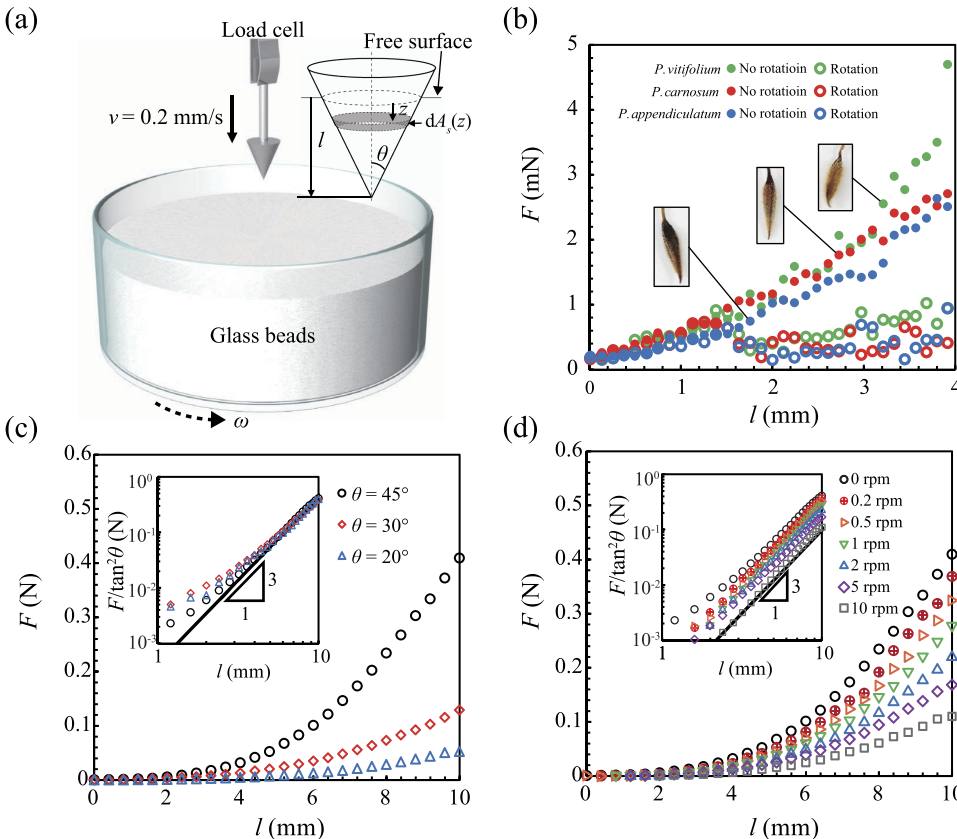 (a)
Load cell
Free surface
v = 0.2 mm/s
z
l
dAₛ(z)
θ
Glass beads
ω
(b)
P. vitifolium No rotatioin Rotation
P. carnosum No rotatioin Rotation
P. appendiculatum No rotatioin Rotation
F (mN)
5
4
3
2
1
0
0 1 2 3 4
l (mm)
(c)
F (N)
0.6
0.5
0.4
0.3
0.2
0.1
0
0 2 4 6 8 10
l (mm)
F/tan²θ (N)
10⁰
10⁻¹
10⁻²
10⁻³
1 10
l (mm)
3
1
θ = 45°
θ = 30°
θ = 20°
(d)
F (N)
0.6
0.5
0.4
0.3
0.2
0.1
0
0 2 4 6 8 10
l (mm)
F/tan²θ (N)
10⁰
10⁻¹
10⁻²
10⁻³
1 10
l (mm)
3
1
0 rpm
0.2 rpm
0.5 rpm
1 rpm
2 rpm
5 rpm
10 rpm